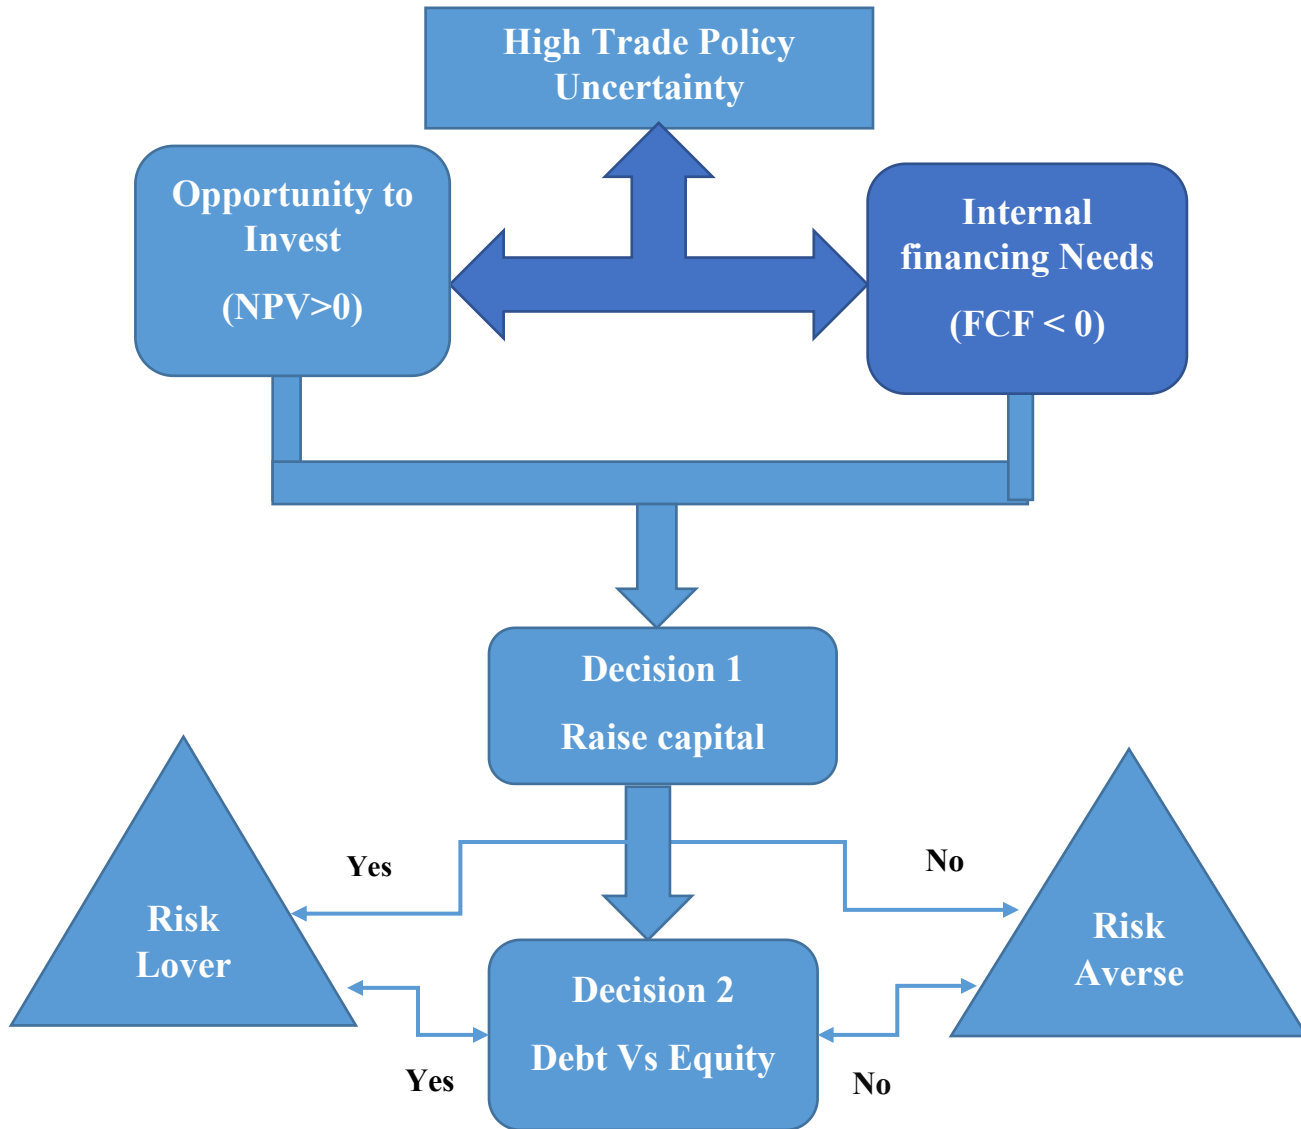 High Trade Policy
Uncertainty
Opportunity to
Invest
(NPV>0)
Internal
financing Needs
(FCF < 0)
Decision 1
Raise capital
Yes
No
Risk
Lover
Risk
Averse
Decision 2
Debt Vs Equity
Yes
No